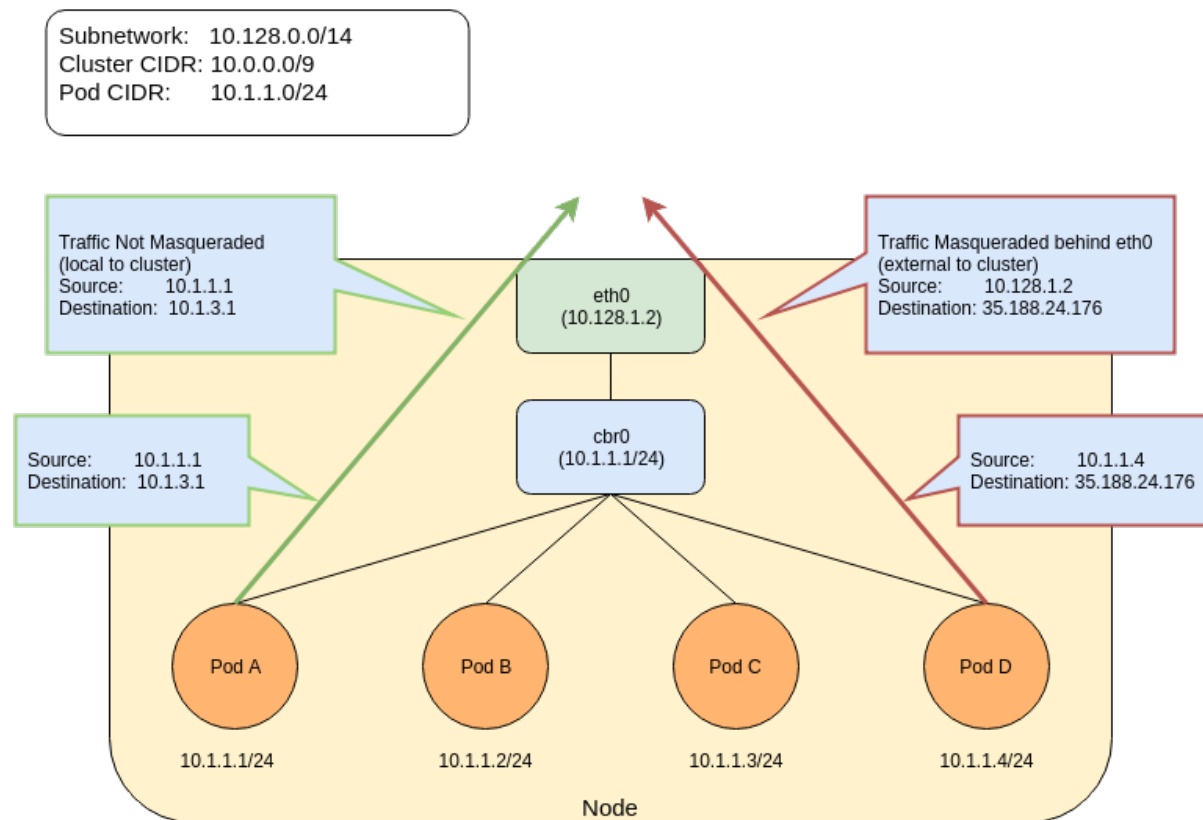 Subnetwork: 10.128.0.0/14
Cluster CIDR: 10.0.0.0/9
Pod CIDR: 10.1.1.0/24
Traffic Not Masqueraded
(local to cluster)
Source: 10.1.1.1
Destination: 10.1.3.1
eth0
(10.128.1.2)
Traffic Masqueraded behind eth0
(external to cluster)
Source: 10.128.1.2
Destination: 35.188.24.176
Source: 10.1.1.1
Destination: 10.1.3.1
cbr0
(10.1.1.1/24)
Source: 10.1.1.4
Destination: 35.188.24.176
Pod A
Pod B
Pod C
Pod D
10.1.1.1/24
10.1.1.2/24
10.1.1.3/24
10.1.1.4/24
Node